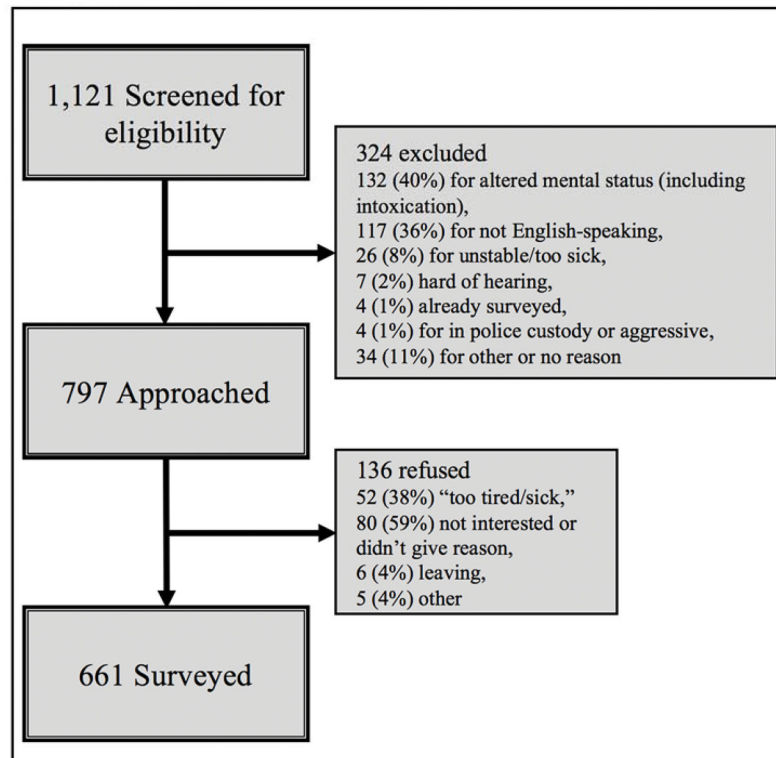 1,121 Screened for
eligibility
324 excluded
132 (40%) for altered mental status (including
intoxication),
117 (36%) for not English-speaking,
26 (8%) for unstable/too sick,
7 (2%) hard of hearing,
4 (1%) already surveyed,
4 (1%) for in police custody or aggressive,
34 (11%) for other or no reason
797 Approached
136 refused
52 (38%) “too tired/sick,”
80 (59%) not interested or
didn’t give reason,
6 (4%) leaving,
5 (4%) other
661 Surveyed